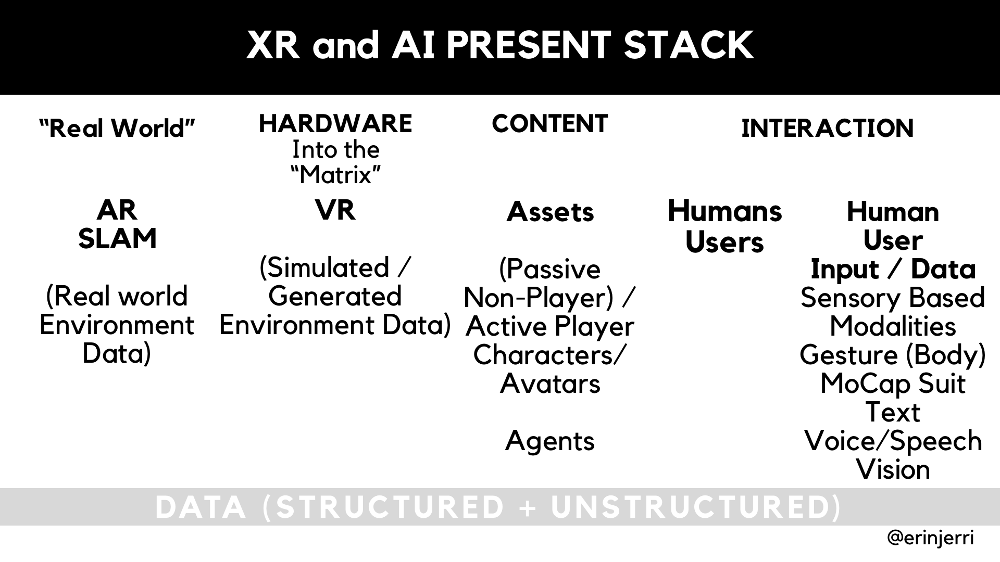 XR and AI PRESENT STACK
“Real World”
HARDWARE
Into the
“Matrix”
CONTENT
INTERACTION
AR
SLAM
(Real world
Environment
Data)
VR
(Simulated /
Generated
Environment Data)
Assets
(Passive
Non-Player) /
Active Player
Characters/
Avatars
Agents
Humans
Users
Human
User
Input / Data
Sensory Based
Modalities
Gesture (Body)
MoCap Suit
Text
Voice/Speech
Vision
DATA (STRUCTURED + UNSTRUCTURED)
@erinjerri